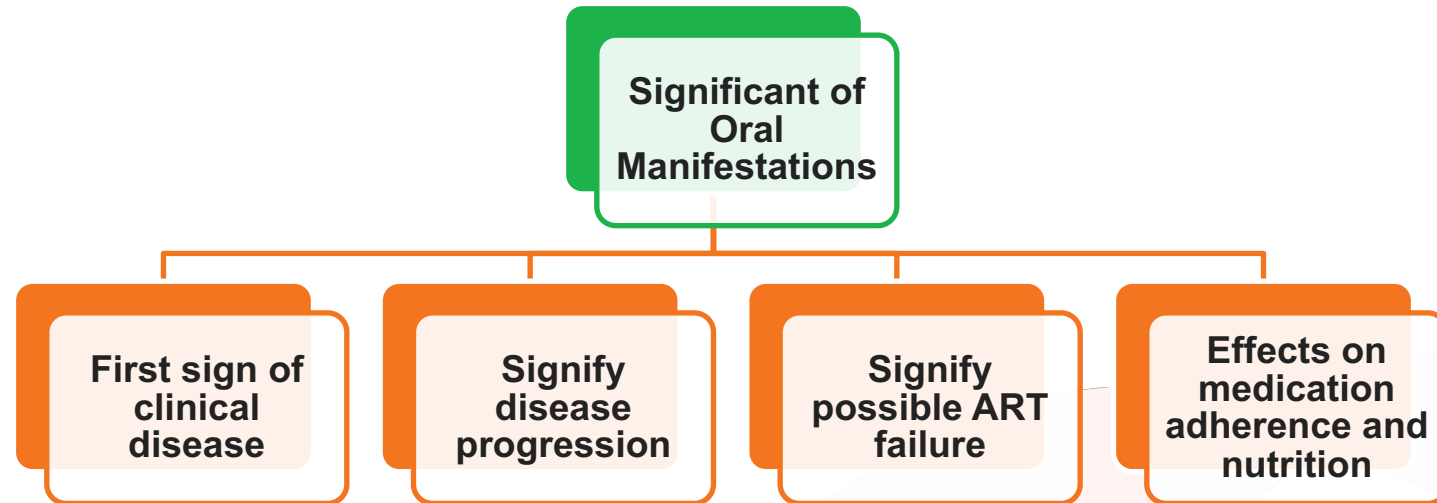 Significant of
Oral
Manifestations
First sign of
clinical
disease
Signify
disease
progression
Signify
possible ART
failure
Effects on
medication
adherence and
nutrition